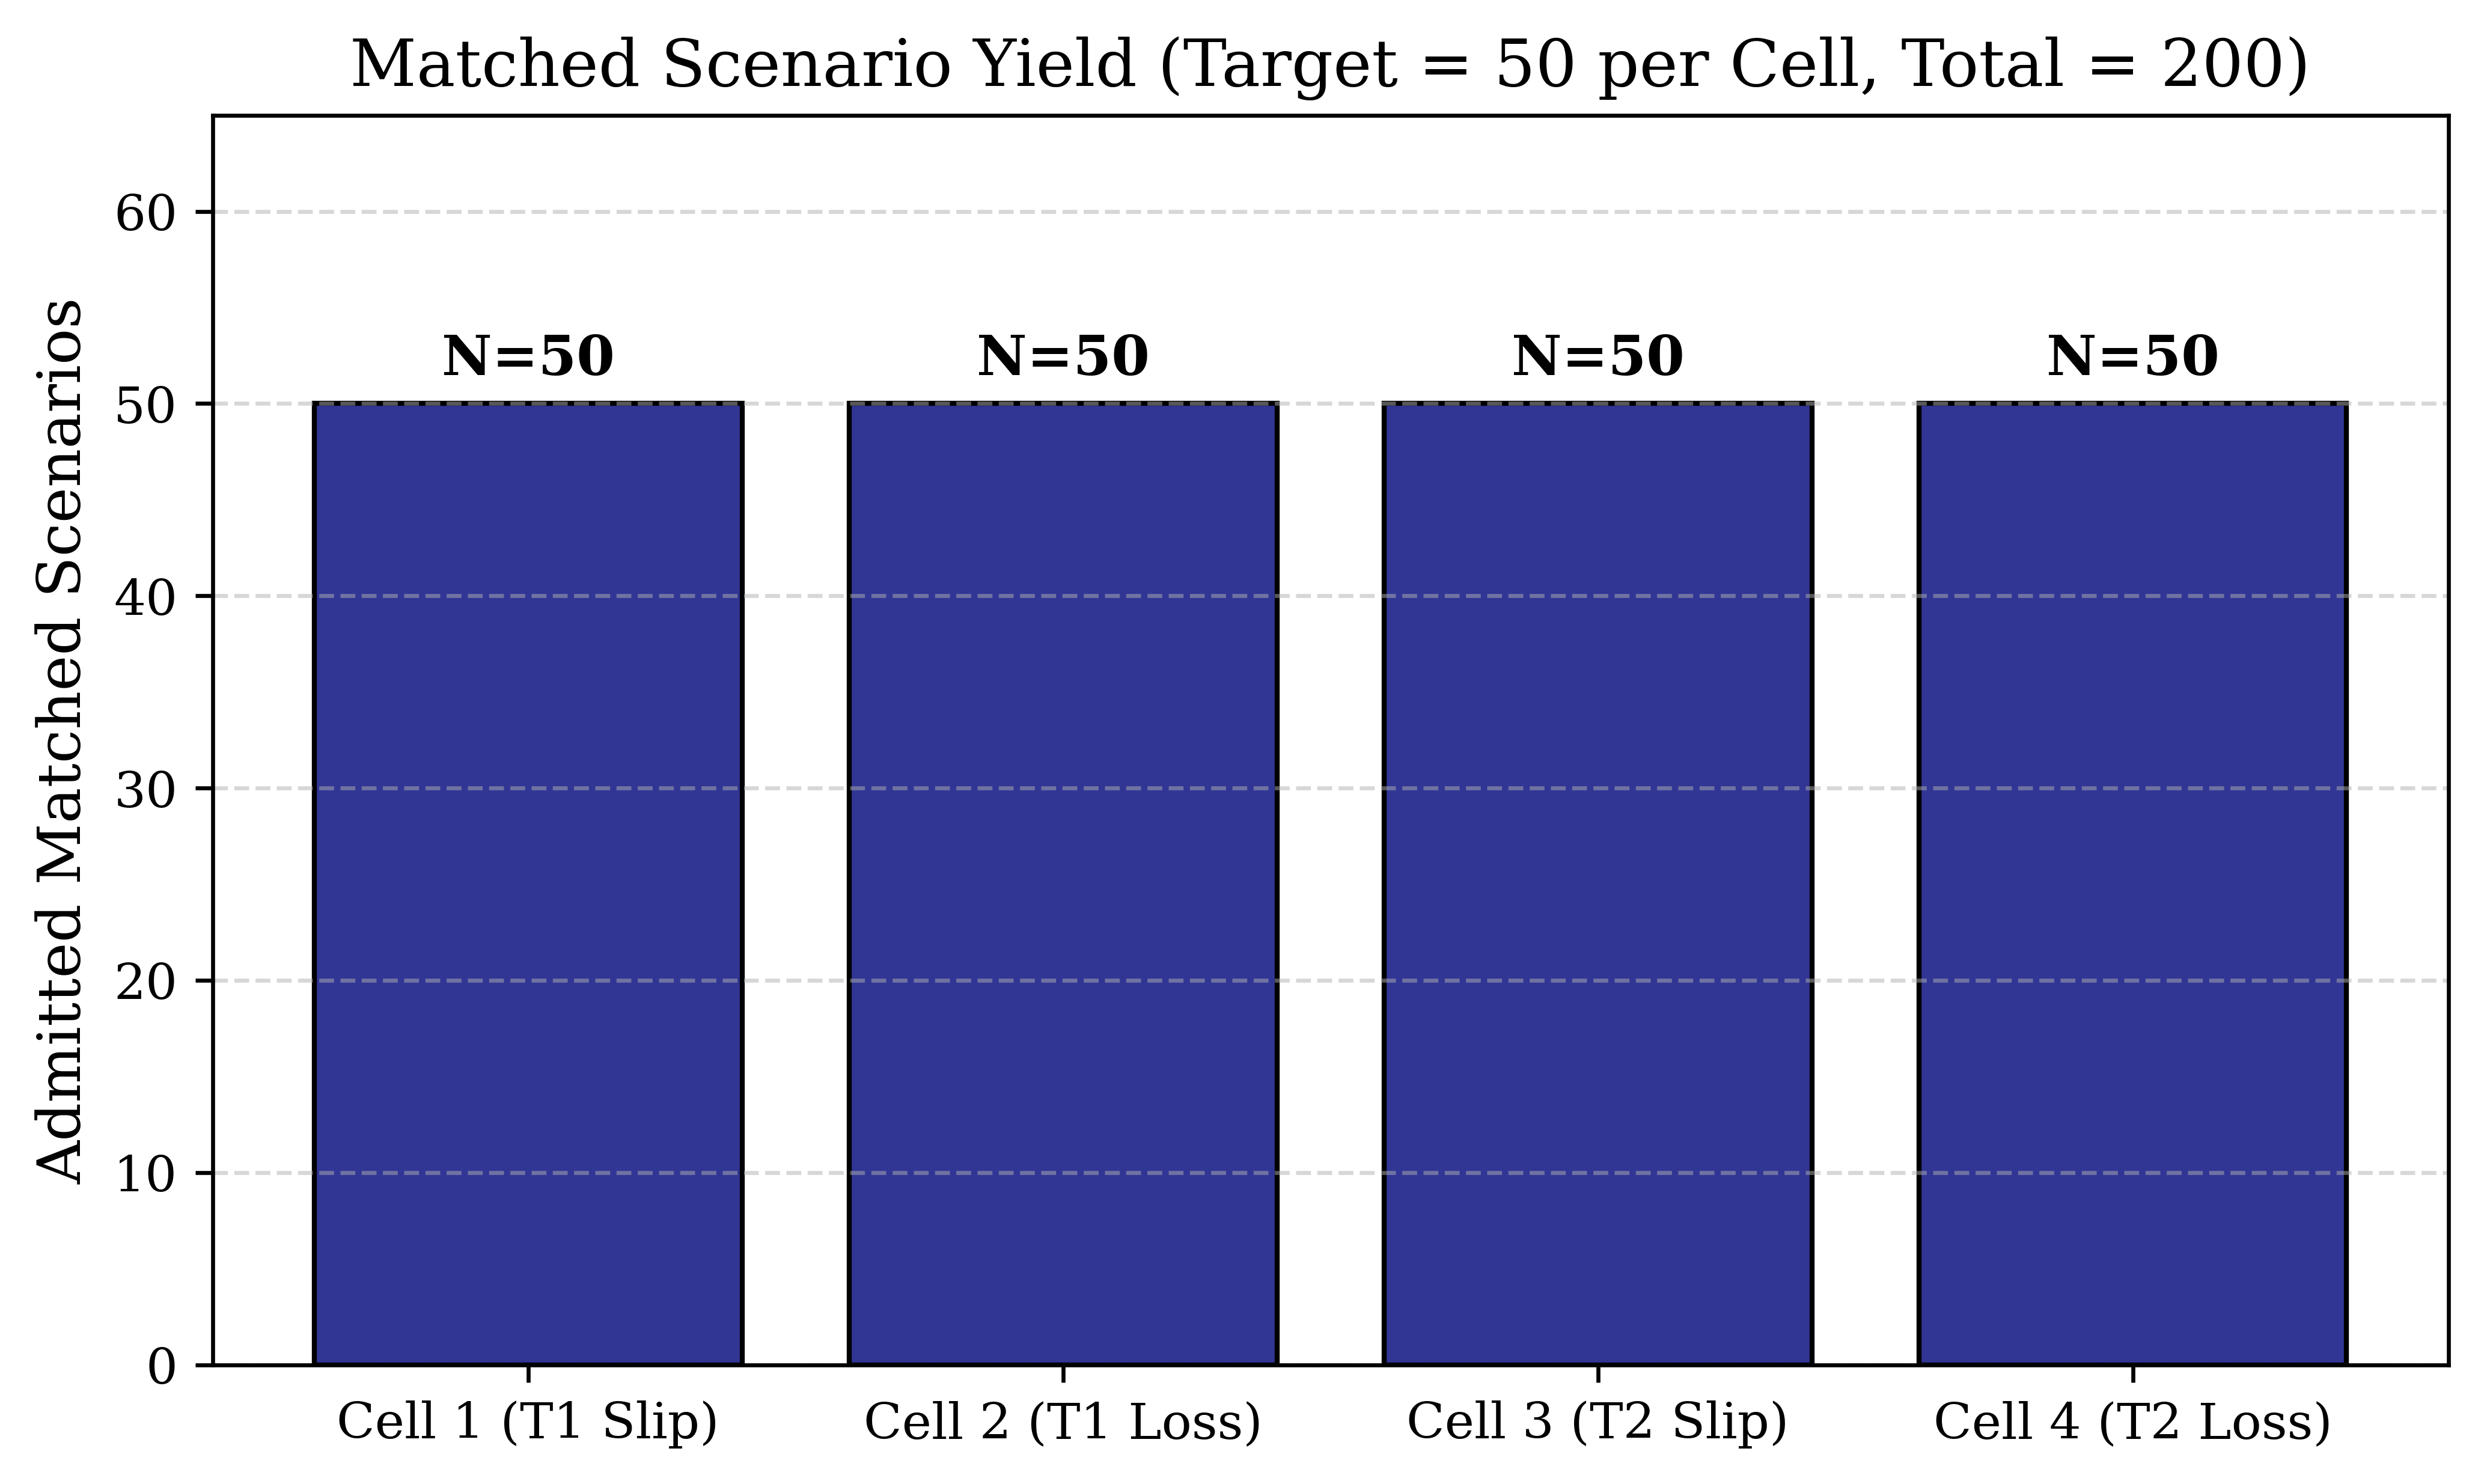 Matched Scenario Yield (Target = 50 per Cell, Total = 200)
Admitted Matched Scenarios
60
50
40
30
20
10
0
N=50
N=50
N=50
N=50
Cell 1 (T1 Slip)
Cell 2 (T1 Loss)
Cell 3 (T2 Slip)
Cell 4 (T2 Loss)